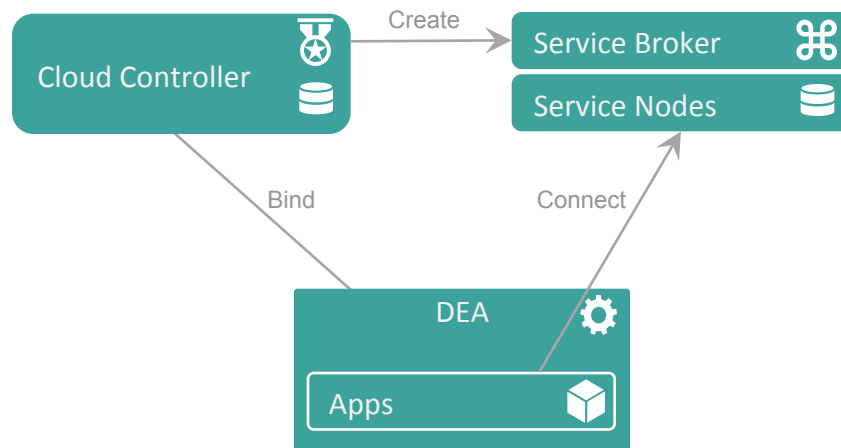 Create
Service Broker
Cloud Controller
Service Nodes
Bind
Connect
DEA
Apps